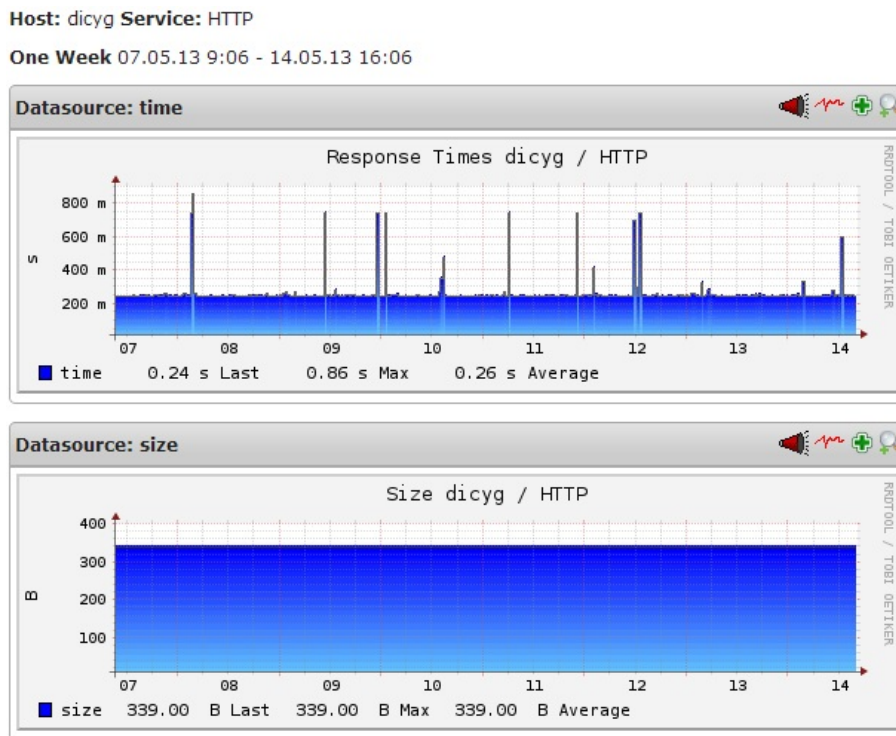 Host: dicyg Service: HTTP
One Week 07.05.13 9:06 - 14.05.13 16:06
Datasource: time
Response Times dicyg / HTTP
RRDTOOL / TOBI OETIKER
s
800 m
600 m
400 m
200 m
07 08 09 10 11 12 13 14
time 0.24 s Last 0.86 s Max 0.26 s Average
Datasource: size
Size dicyg / HTTP
RRDTOOL / TOBI OETIKER
B
400
300
200
100
07 08 09 10 11 12 13 14
size 339.00 B Last 339.00 B Max 339.00 B Average